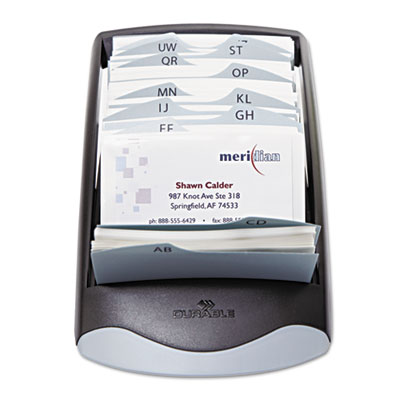 UW
ST
QR
OP
MN
KL
IJ
GH
EF
meridian
Shawn Calder
987 Knot Ave Ste 318
Springfield, AF 74533
ph: 888-555-6429 • fax: 888-
CD
AB
DURABLE